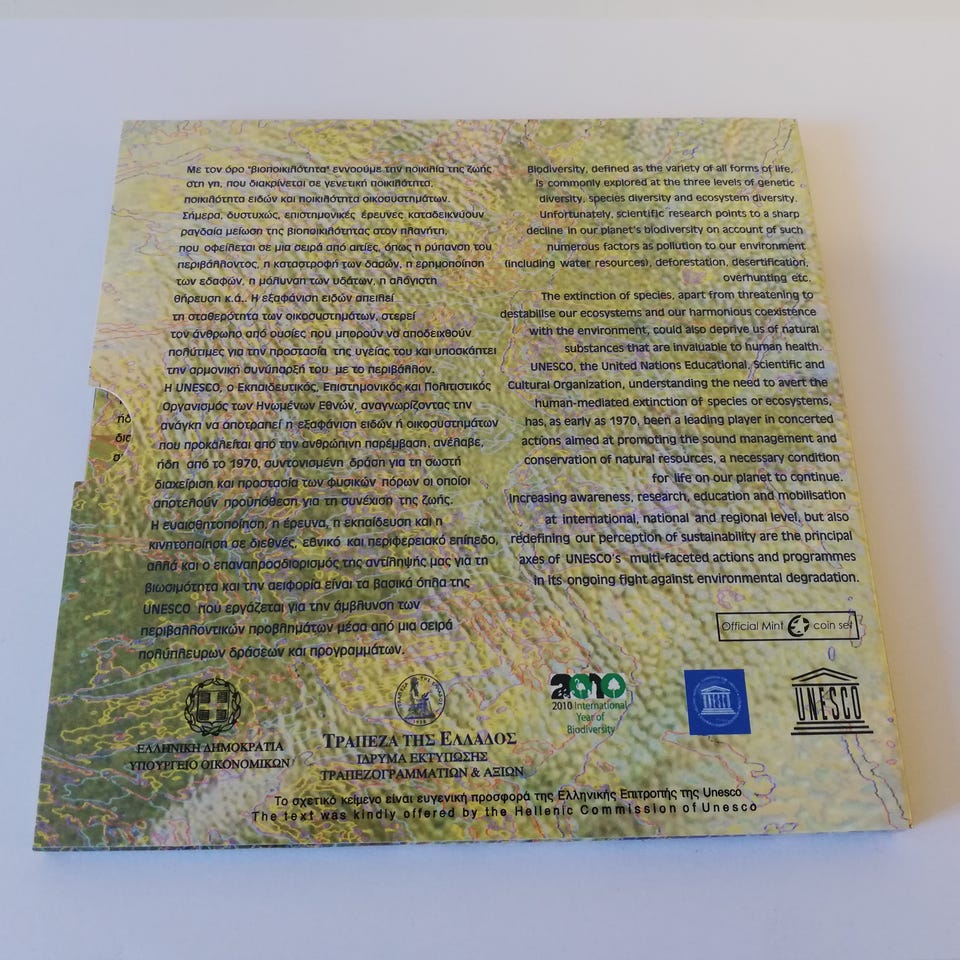 Με τον όρο "βιοποικιλότητα" εννοούμε την ποικιλία της ζωής
στη γη, που διακρίνεται σε γενετική ποικιλότητα,
ποικιλότητα ειδών και ποικιλότητα οικοσυστημάτων.
Σήμερα, δυστυχώς, επιστημονικές έρευνες καταδεικνύουν
ραγδαία μείωση της βιοποικιλότητας στον πλανήτη,
που οφείλεται σε μια σειρά από αιτίες, όπως η ρύπανση του
περιβάλλοντος, η καταστροφή των δασών, η ερημοποίηση
των εδαφών, η μόλυνση των υδάτων, η αλόγιστη
θήρευση κ.ά.. Η εξαφάνιση ειδών απειλεί
τη σταθερότητα των οικοσυστημάτων, στερεί
τον άνθρωπο από ουσίες που μπορούν να αποδειχθούν
πολύτιμες για την προστασία της υγείας του και υποσκάπτει
την αρμονική συνύπαρξή του με το περιβάλλον.
Η UNESCO, ο Εκπαιδευτικός, Επιστημονικός και Πολιτιστικός
Οργανισμός των Ηνωμένων Εθνών, αναγνωρίζοντας την
ανάγκη να αποτραπεί η εξαφάνιση ειδών ή οικοσυστημάτων
που προκαλείται από την ανθρώπινη παρέμβαση, ανέλαβε,
ήδη από το 1970, συντονισμένη δράση για τη σωστή
διαχείριση και προστασία των φυσικών πόρων οι οποίοι
αποτελούν προϋπόθεση για τη συνέχιση της ζωής.
Η ευαισθητοποίηση, η έρευνα, η εκπαίδευση και η
κινητοποίηση σε διεθνές, εθνικό και περιφερειακό επίπεδο,
αλλά και ο επαναπροσδιορισμός της αντίληψής μας για τη
βιωσιμότητα και την αειφορία είναι τα βασικά όπλα της
UNESCO που εργάζεται για την άμβλυνση των
περιβαλλοντικών προβλημάτων μέσα από μια σειρά
πολύπλευρων δράσεων και προγραμμάτων.
Biodiversity, defined as the variety of all forms of life,
is commonly explored at the three levels of genetic
diversity, species diversity and ecosystem diversity.
Unfortunately, scientific research points to a sharp
decline in our planet's biodiversity on account of such
numerous factors as pollution to our environment
(including water resources), deforestation, desertification,
overhunting etc.
The extinction of species, apart from threatening to
destabilise our ecosystems and our harmonious coexistence
with the environment, could also deprive us of natural
substances that are invaluable to human health.
UNESCO, the United Nations Educational, Scientific and
Cultural Organization, understanding the need to avert the
human-mediated extinction of species or ecosystems,
has, as early as 1970, been a leading player in concerted
actions aimed at promoting the sound management and
conservation of natural resources, a necessary condition
for life on our planet to continue.
Increasing awareness, research, education and mobilisation
at international, national and regional level, but also
redefining our perception of sustainability are the principal
axes of UNESCO's multi-faceted actions and programmes
in its ongoing fight against environmental degradation.
Official Mint coin set
ΕΛΛΗΝΙΚΗ ΔΗΜΟΚΡΑΤΙΑ
ΥΠΟΥΡΓΕΙΟ ΟΙΚΟΝΟΜΙΚΩΝ
ΤΡΑΠΕΖΑ ΤΗΣ ΕΛΛΑΔΟΣ
ΙΔΡΥΜΑ ΕΚΤΥΠΩΣΗΣ
ΤΡΑΠΕΖΟΓΡΑΜΜΑΤΙΩΝ & ΑΞΙΩΝ
2010
2010 International
Year of
Biodiversity
UNESCO
Το σχετικό κείμενο είναι ευγενική προσφορά της Ελληνικής Επιτροπής της Unesco
The text was kindly offered by the Hellenic Commission of Unesco